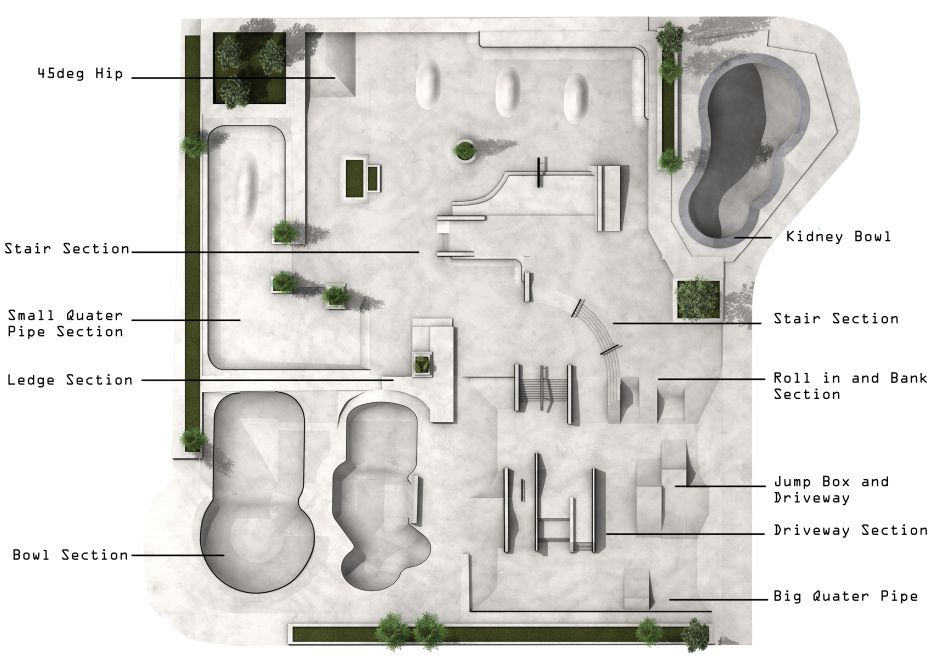 45deg Hip
Stair Section
Small Quater
Pipe Section
Ledge Section
Bowl Section
Kidney Bowl
Stair Section
Roll in and Bank
Section
Jump Box and
Driveway
Driveway Section
Big Quater Pipe